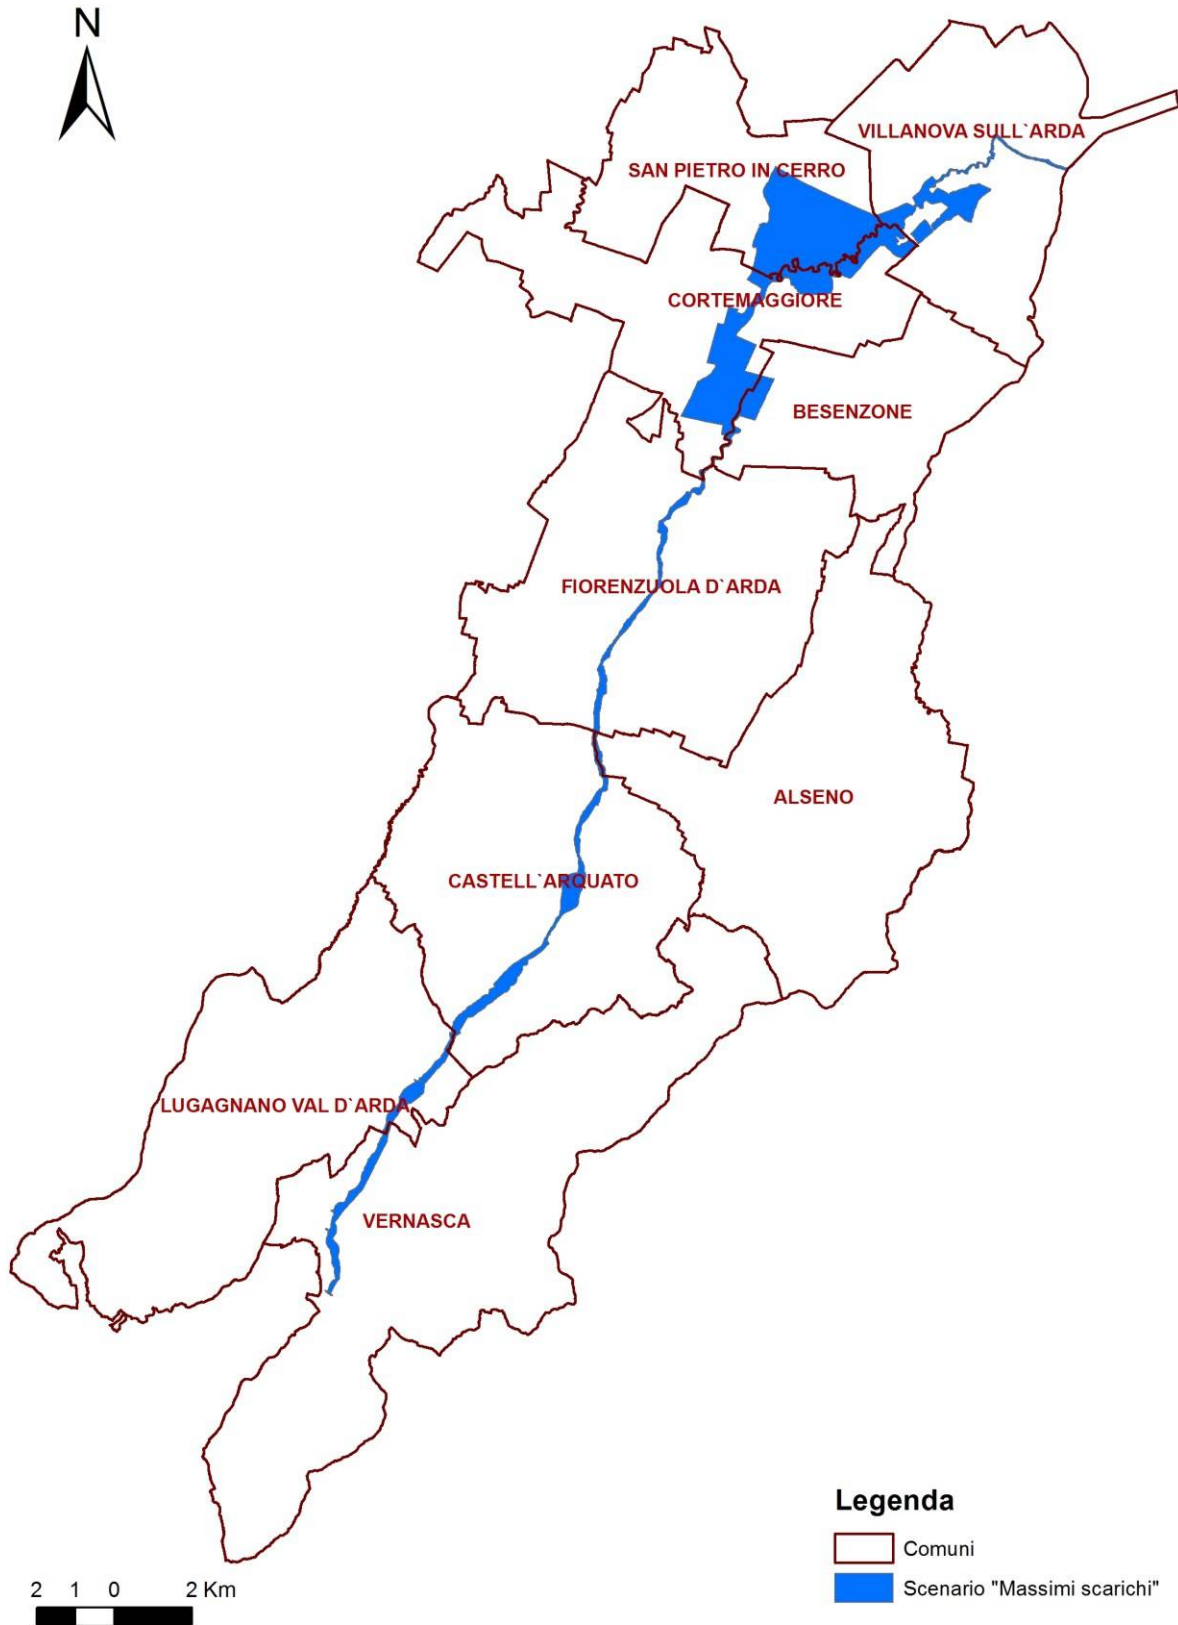 N
VILLANOVA SULL`ARDA
SAN PIETRO IN CERRO
CORTEMAGGIORE
BESENZONE
FIORENZUOLA D`ARDA
ALSENO
CASTELL`ARQUATO
LUGAGNANO VAL D`ARDA
VERNASCA
Legenda
Comuni
Scenario "Massimi scarichi"
2 1 0 2 Km